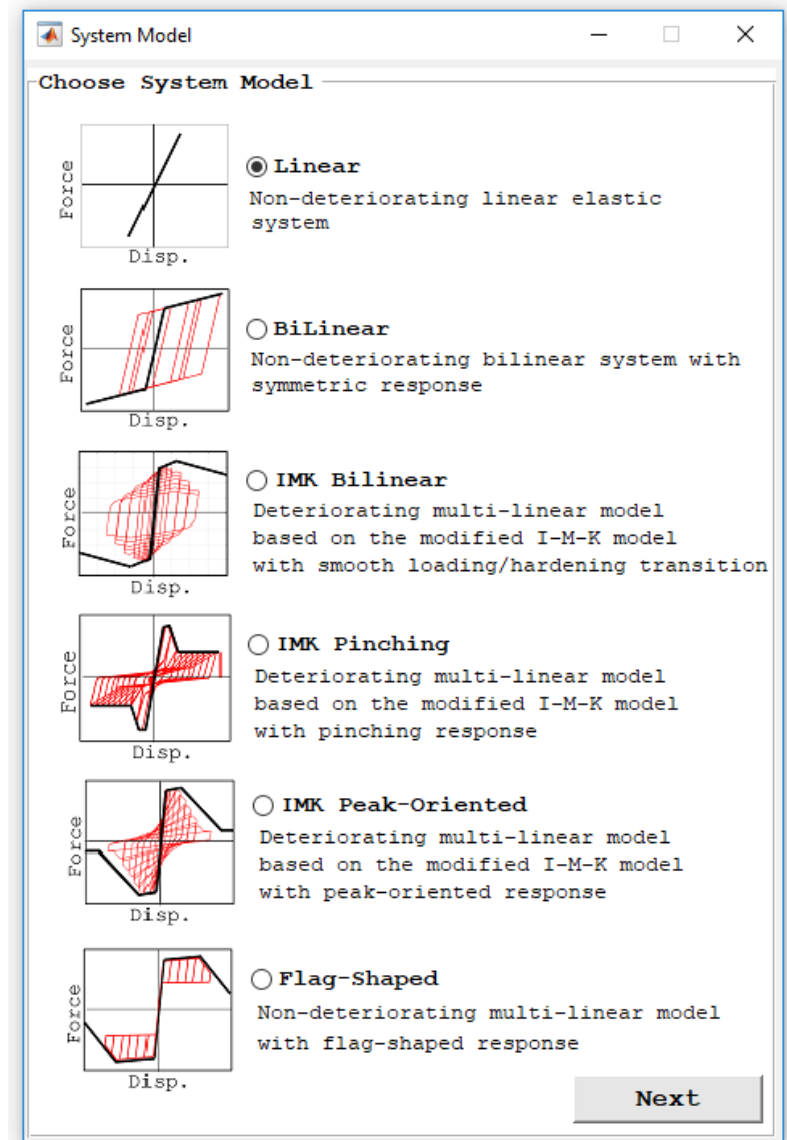 System Model
Choose System Model
Force
Disp.
Linear
Non-deteriorating linear elastic
system
Force
Disp.
BiLinear
Non-deteriorating bilinear system with
symmetric response
Force
Disp.
IMK Bilinear
Deteriorating multi-linear model
based on the modified I-M-K model
with smooth loading/hardening transition
Force
Disp.
IMK Pinching
Deteriorating multi-linear model
based on the modified I-M-K model
with pinching response
Force
Disp.
IMK Peak-Oriented
Deteriorating multi-linear model
based on the modified I-M-K model
with peak-oriented response
Force
Disp.
Flag-Shaped
Non-deteriorating multi-linear model
with flag-shaped response
Next